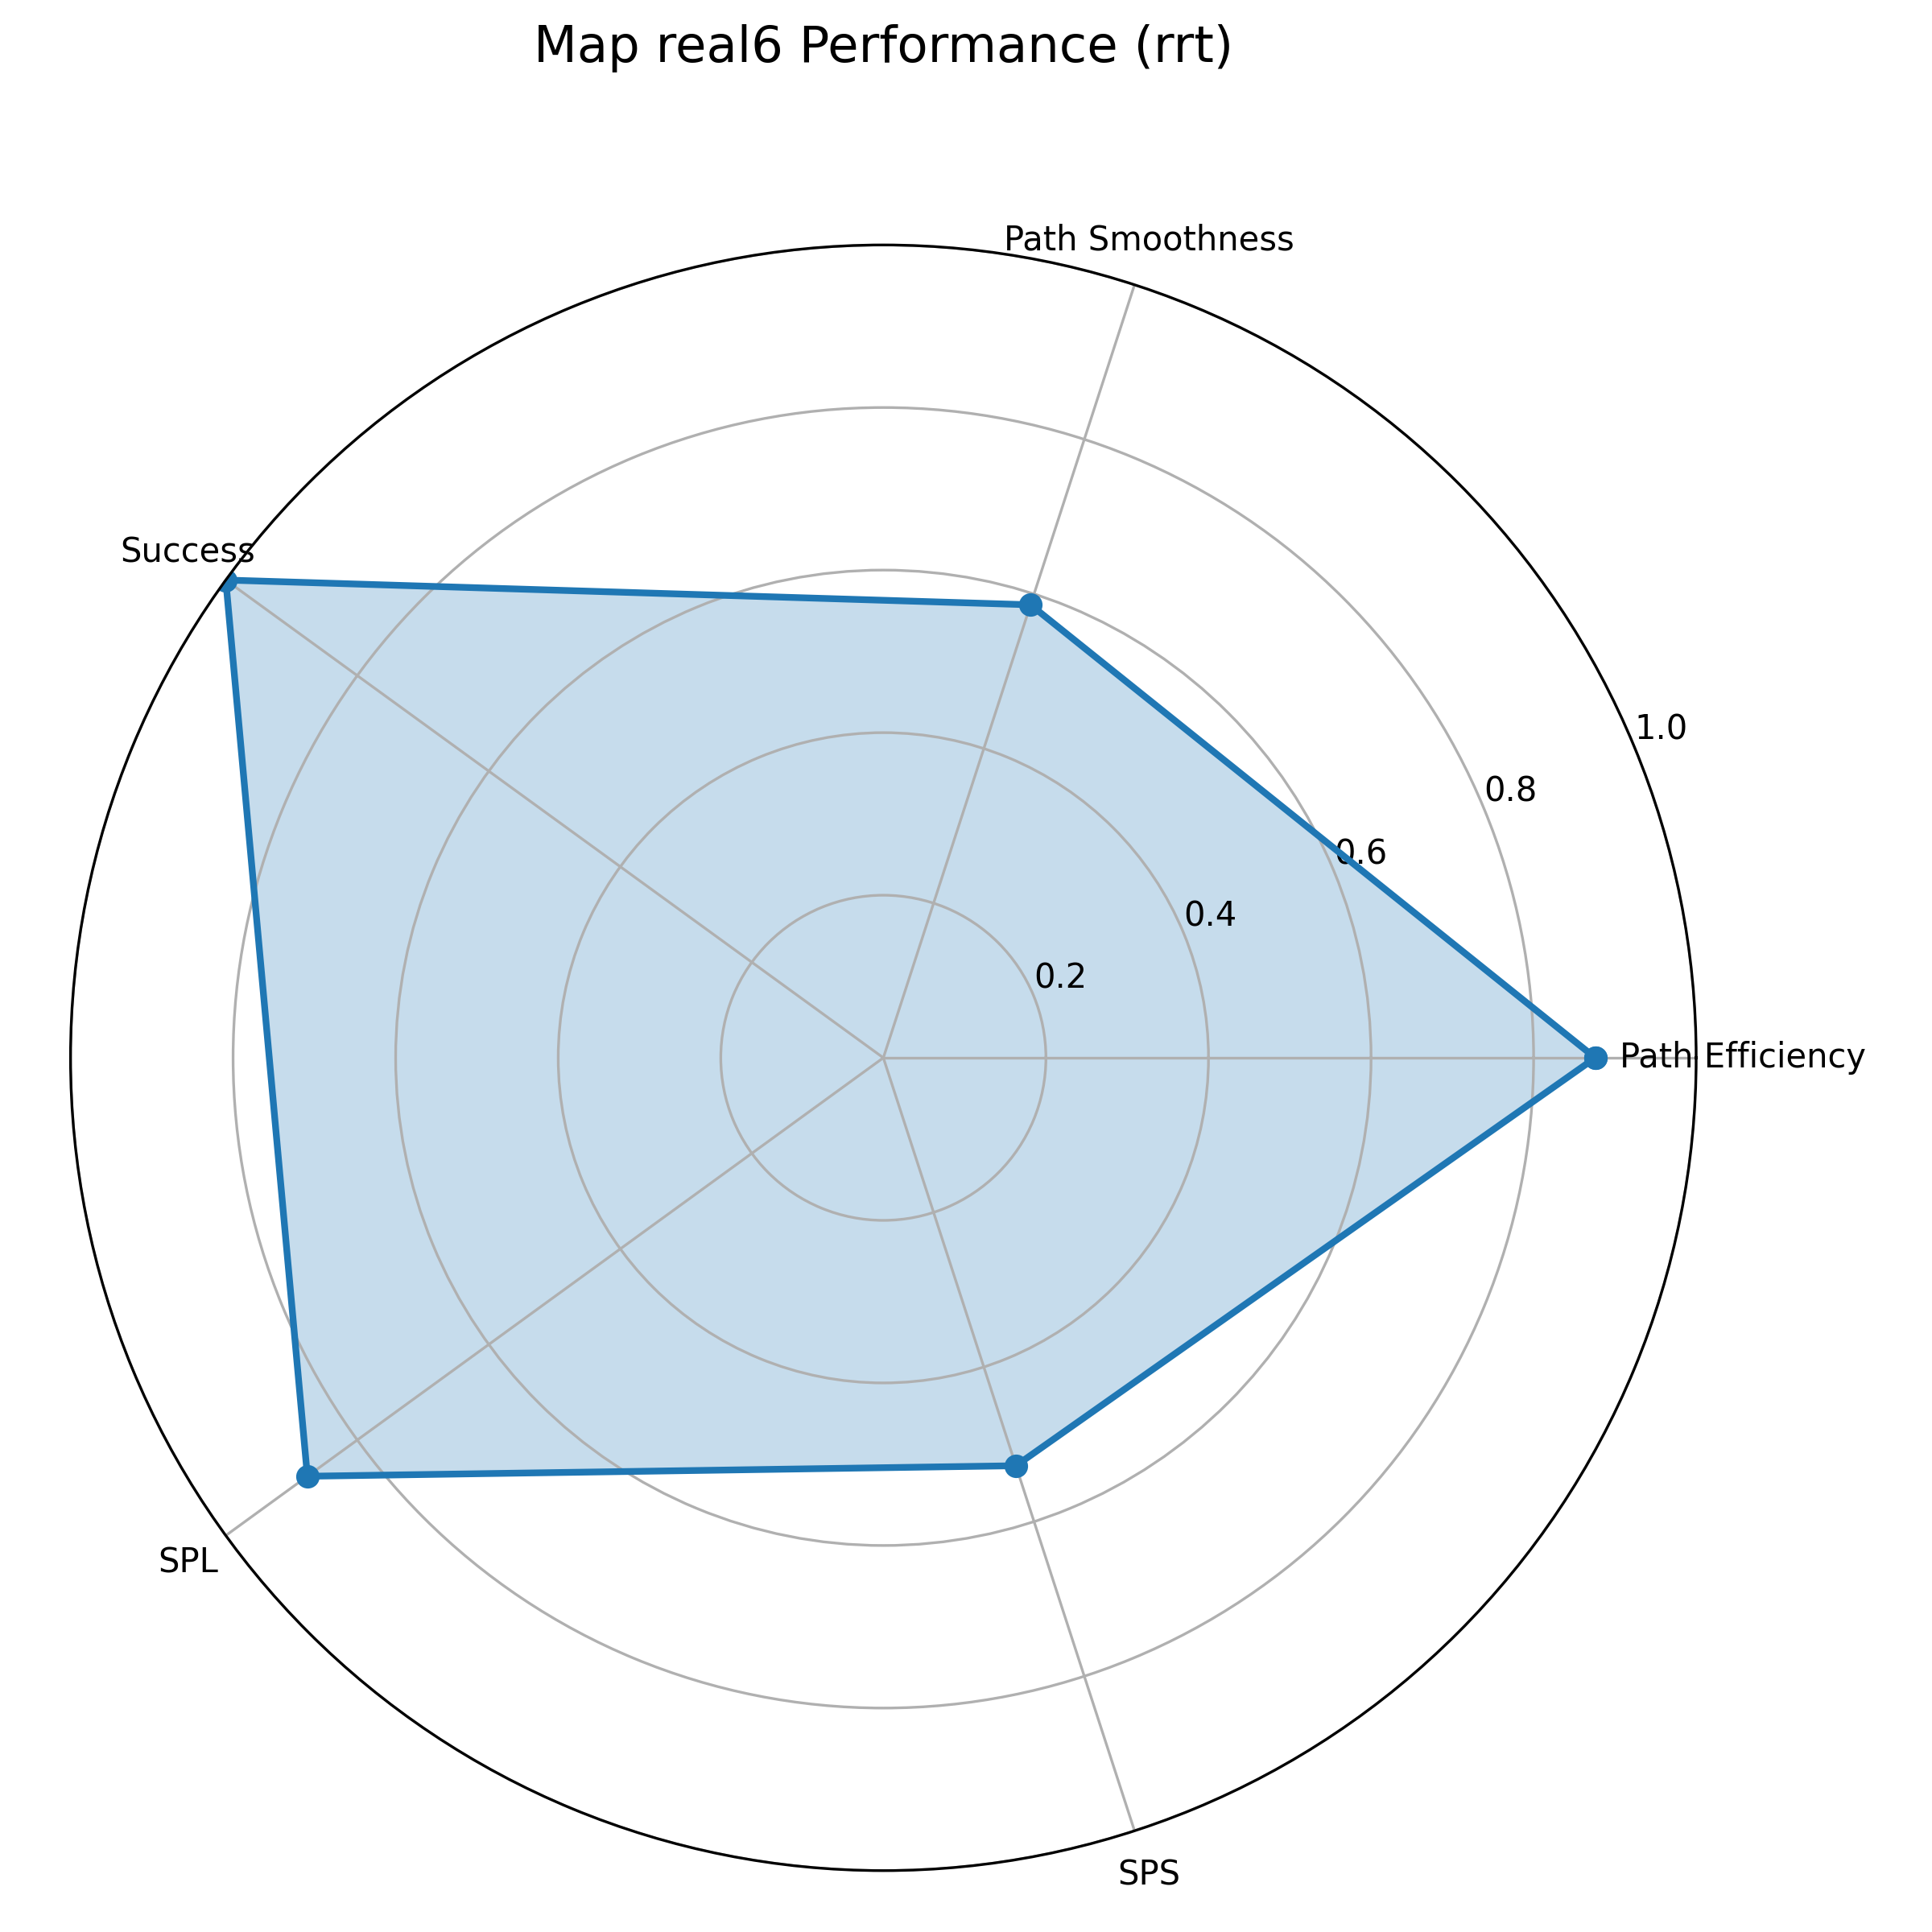 Map real6 Performance (rrt)
Path Smoothness
Success
1.0
0.8
0.6
0.4
0.2
Path Efficiency
SPL
SPS